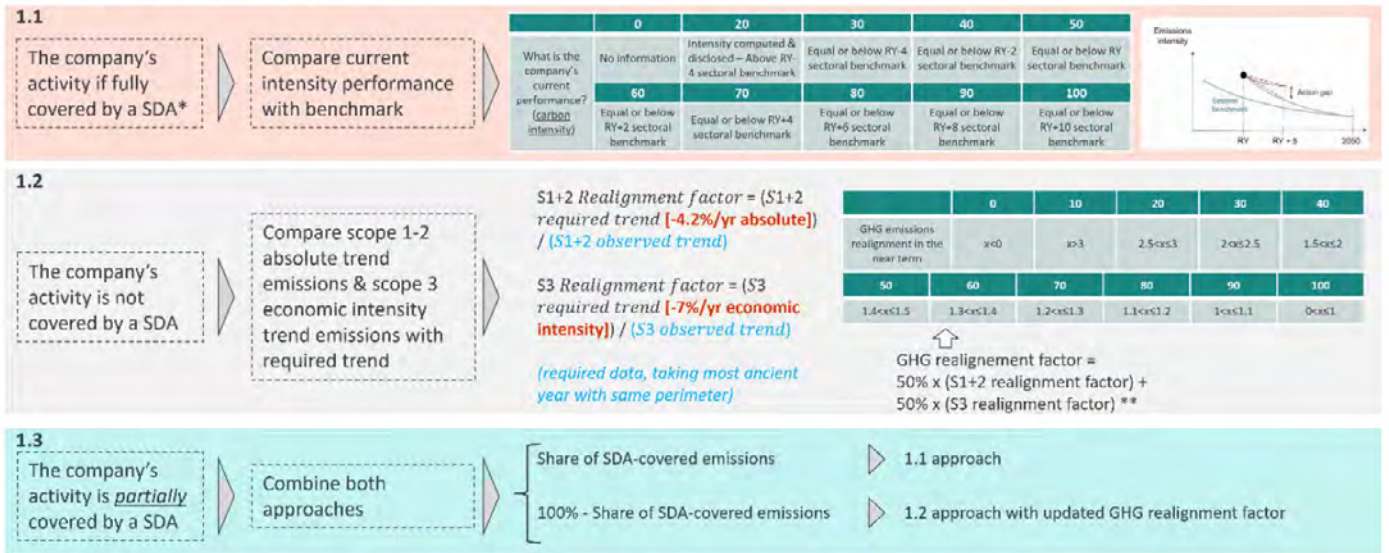 1.1
The company's
activity if fully
covered by a SDA*
Compare current
intensity performance
with benchmark
0 20 30 40 50
What is the
company's
current
performance?
(carbon
intensity)
No information
Intensity computed &
disclosed – Above RY-
4 sectoral benchmark
Equal or below RY-4
sectoral benchmark
Equal or below RY-2
sectoral benchmark
Equal or below RY
sectoral benchmark
60 70 80 90 100
Equal or below
RY+2 sectoral
benchmark
Equal or below RY+4
sectoral benchmark
Equal or below
RY+6 sectoral
benchmark
Equal or below
RY+8 sectoral
benchmark
Equal or below
RY+10 sectoral
benchmark
Emissions
intensity
Action gap
benchmark
RY RY + 5 2050
1.2
The company's
activity is not
covered by a SDA
Compare scope 1-2
absolute trend
emissions & scope 3
economic intensity
trend emissions with
required trend
S1+2 Realignment factor = (S1+2
required trend [-4.2%/yr absolute])
/ (S1+2 observed trend)
S3 Realignment factor = (S3
required trend [-7%/yr economic
intensity]) / (S3 observed trend)
(required data, taking most ancient
year with same perimeter)
0 10 20 30 40
GHG emissions
realignment in the
near term
x<0 x>3 2.5<x≤3 2<x≤2.5 1.5<x≤2
50 60 70 80 90 100
1.4<x≤1.5 1.3<x≤1.4 1.2<x≤1.3 1.1<x≤1.2 1<x≤1.1 0<x≤1
GHG realignement factor =
50% x (S1+2 realignment factor) +
50% x (S3 realignment factor) **
1.3
The company's
activity is partially
covered by a SDA
Combine both
approaches
Share of SDA-covered emissions
1.1 approach
100% - Share of SDA-covered emissions
1.2 approach with updated GHG realignment factor